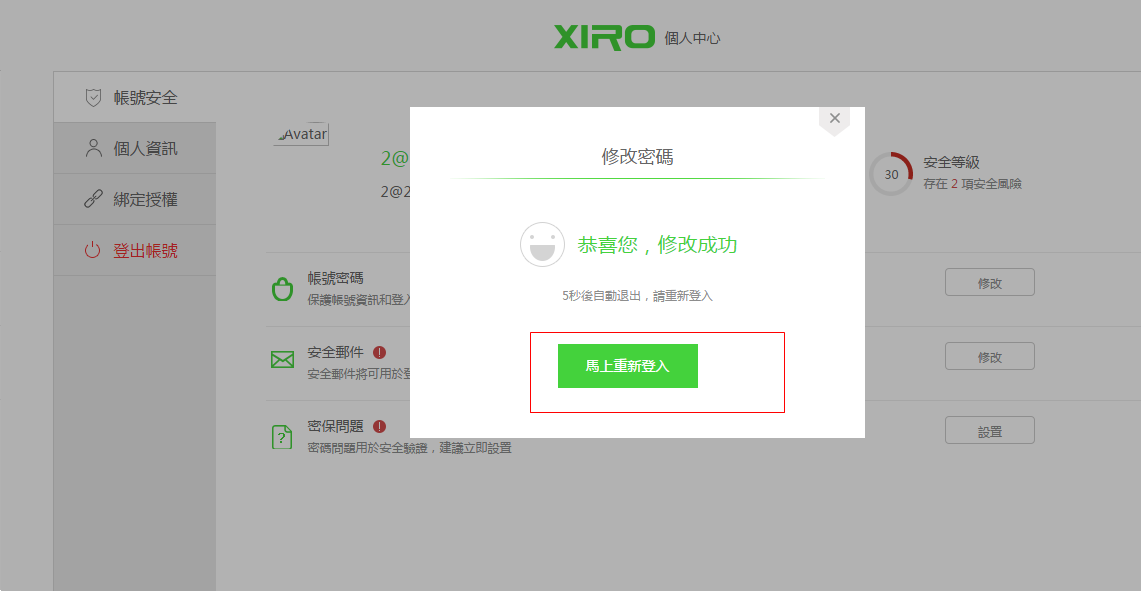 XIRO 個人中心
帳號安全
個人資訊
綁定授權
登出帳號
Avatar
2@
2@2
30
安全等級
存在 2 項安全風險
修改密碼
恭喜您，修改成功
5秒後自動退出，請重新登入
馬上重新登入
帳號密碼
保護帳號資訊和登入
修改
安全郵件
安全郵件將可用於登
修改
密保問題
密碼問題用於安全驗證，建議立即設置
設置